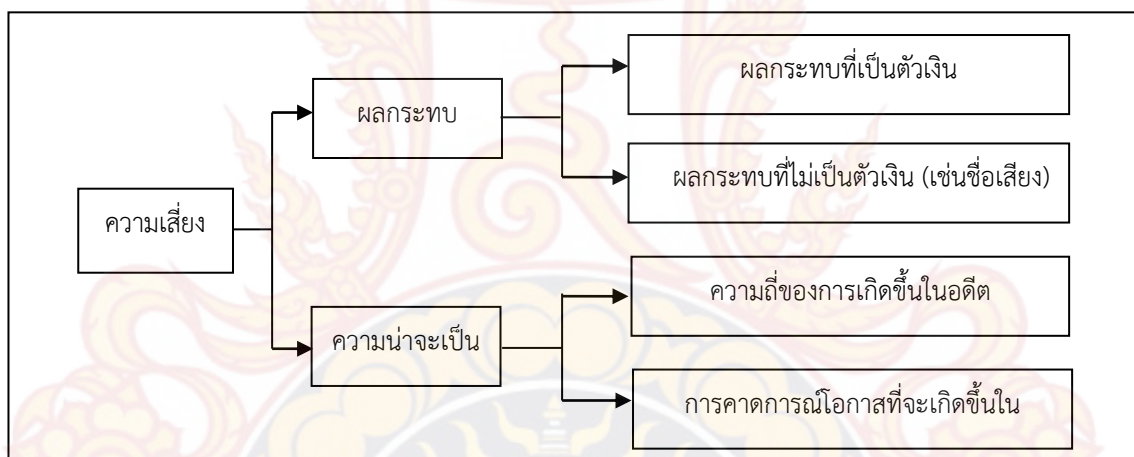 ผลกระทบที่เป็นตัวเงิน
ผลกระทบ
ผลกระทบที่ไม่เป็นตัวเงิน (เช่นชื่อเสียง)
ความเสี่ยง
ความถี่ของการเกิดขึ้นในอดีต
ความน่าจะเป็น
การคาดการณ์โอกาสที่จะเกิดขึ้นใน